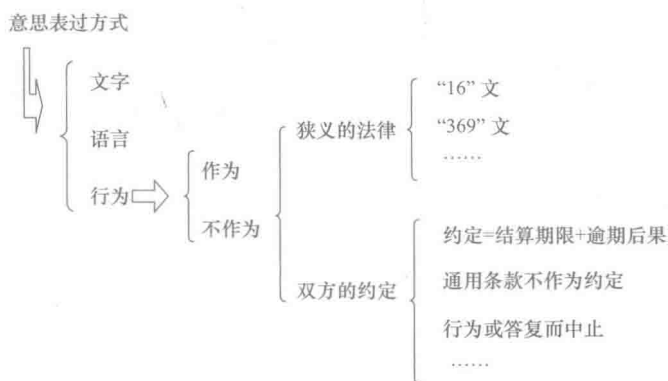 意思表过方式
文字
语言
行为
作为
不作为
狭义的法律
“16”文
“369”文
……
双方的约定
约定=结算期限+逾期后果
通用条款不作为约定
行为或答复而中止
……